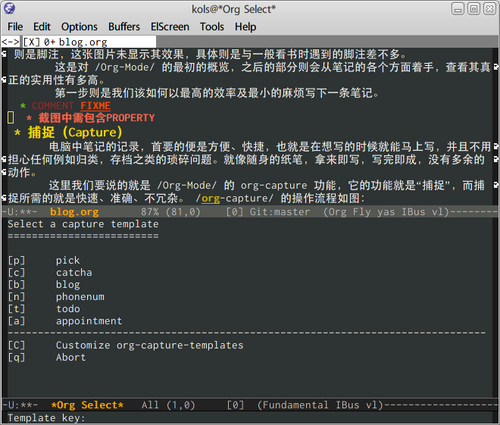 kols@*Org Select*
File Edit Options Buffers ElScreen Tools Help
<->[X]0+blog.org
则是脚注，这张图片未显示其效果，具体则是与一般看书时遇到的脚注差不多。
这是对 /Org-Mode/ 的最初的概览，之后的部分则会从笔记的各个方面着手，查看其真
正的实用性有多高。
第一步则是我们该如何以最高的效率及最小的麻烦写下一条笔记。
* COMMENT FIXME
* 截图中需包含PROPERTY
* 捕捉（Capture）
电脑中笔记的记录，首要的便是方便、快捷，也就是在想写的时候就能马上写，并且不用
担心任何例如归类，存档之类的琐碎问题。就像随身的纸笔，拿来即写，写完即成，没有多余的
动作。
这里我们要说的就是 /Org-Mode/ 的 org-capture 功能，它的功能就是“捕捉”，而捕
捉所需的就是快速、准确、不冗杂。 /org-capture/ 的操作流程如图：
-U:**- blog.org 87% (81,0) [0] Git:master (Org Fly yas IBus vl)--------
Select a capture template
=========================
[p] pick
[c] catcha
[b] blog
[n] phonenum
[t] todo
[a] appointment
--------------------------------------------------------------------------------
[C] Customize org-capture-templates
[q] Abort
-U:**- *Org Select* All (1,0) [0] (Fundamental IBus vl)-------------------
Template key: